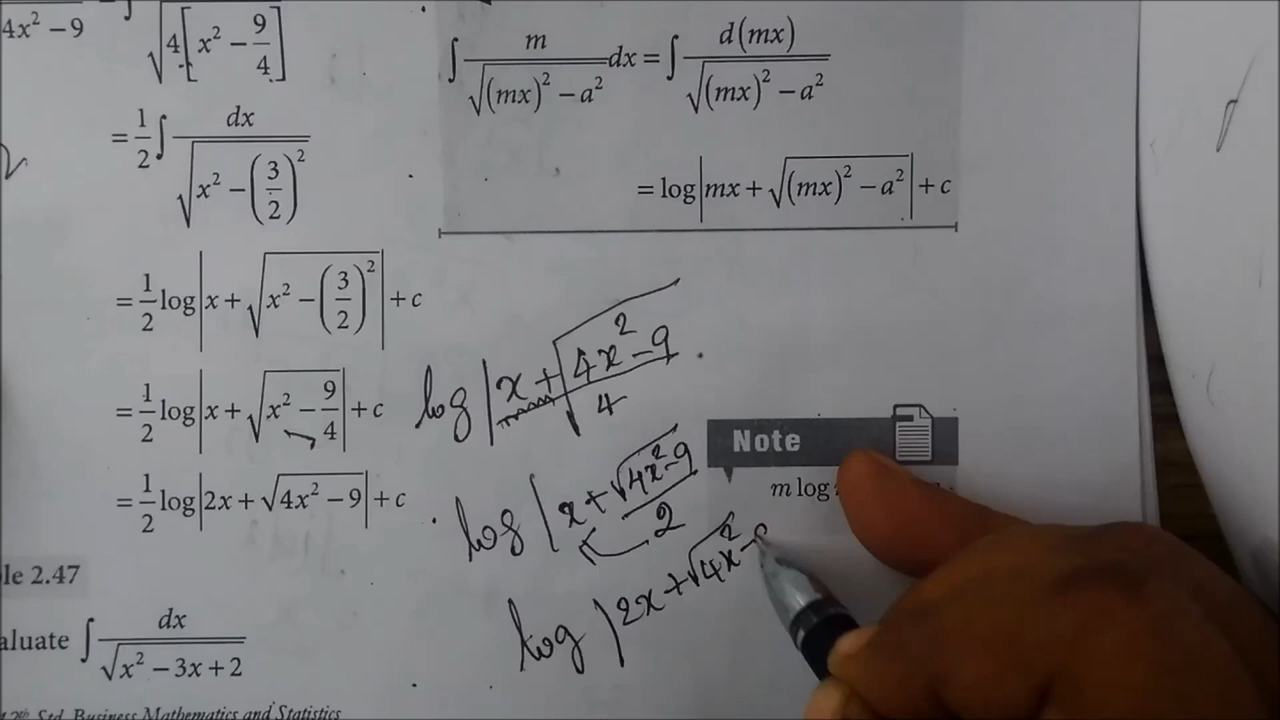 4x² − 9
√4[x² − 9/4]
= 1/2 ∫ dx / √(x² − (3/2)²)
= 1/2 log|x + √(x² − (3/2)²)| + c
= 1/2 log|x + √(x² − 9/4)| + c
= 1/2 log|2x + √(4x² − 9)| + c
le 2.47
aluate ∫ dx / √(x² − 3x + 2)
12th Std. Business Mathematics and Statistics
∫ m / √((mx)² − a²) dx = ∫ d(mx) / √((mx)² − a²)
= log|mx + √((mx)² − a²)| + c
log|x + √(4x² − 9 / 4)
log|x + √(4x² − 9) / 2
log|2x + √4x² −
Note
m log